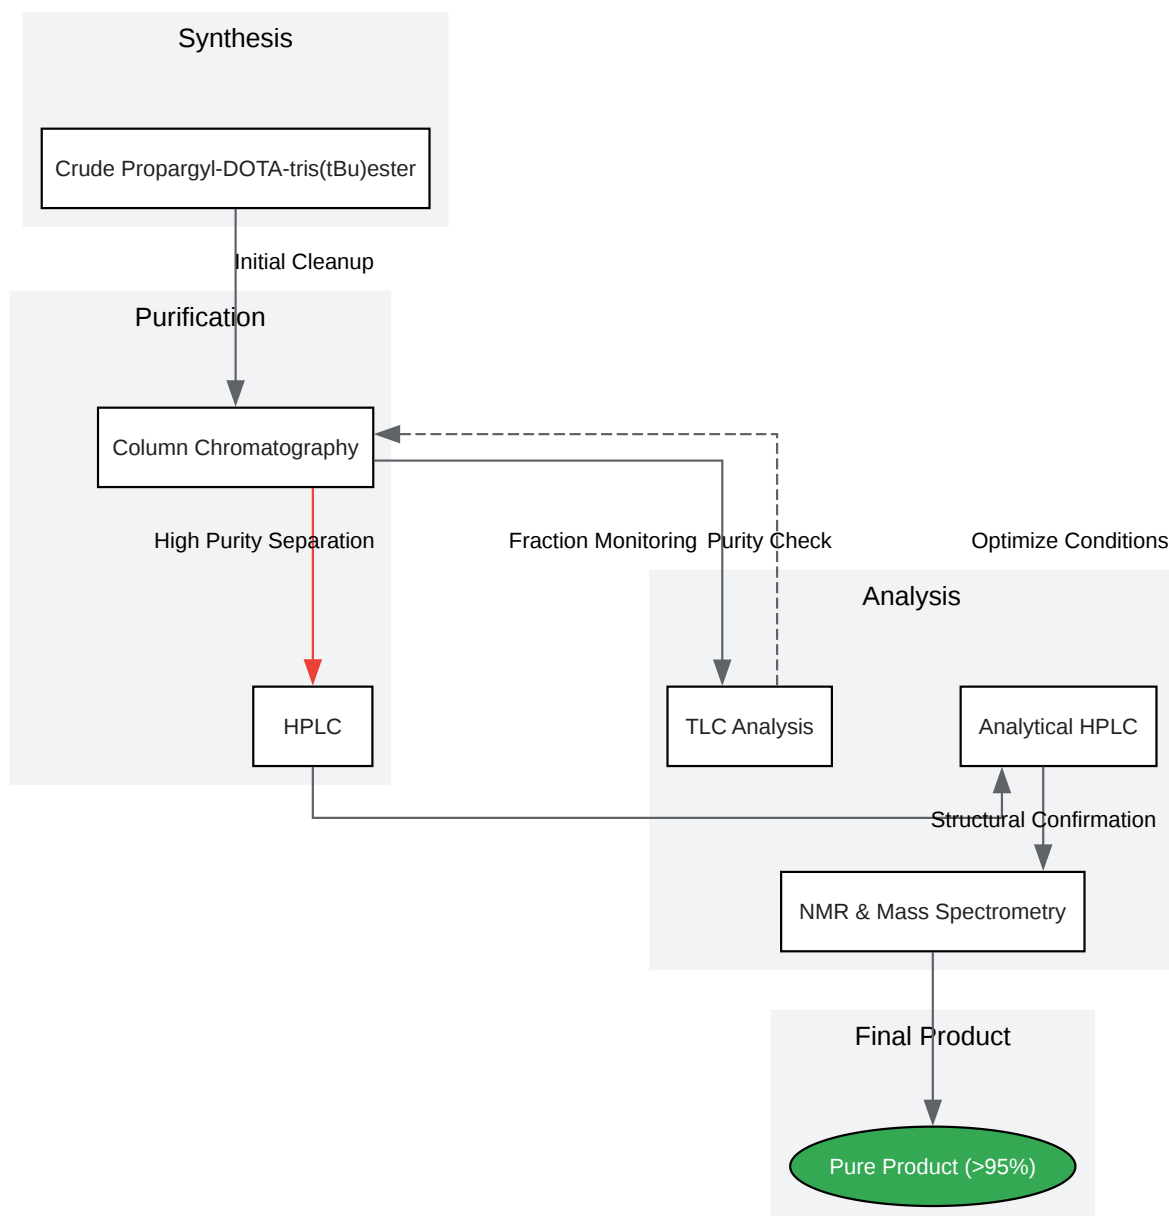 Synthesis
Crude Propargyl-DOTA-tris(tBu)ester
Initial Cleanup
Purification
Column Chromatography
High Purity Separation
Fraction Monitoring
Purity Check
Optimize Conditions
Analysis
HPLC
TLC Analysis
Analytical HPLC
Structural Confirmation
NMR & Mass Spectrometry
Final Product
Pure Product (>95%)